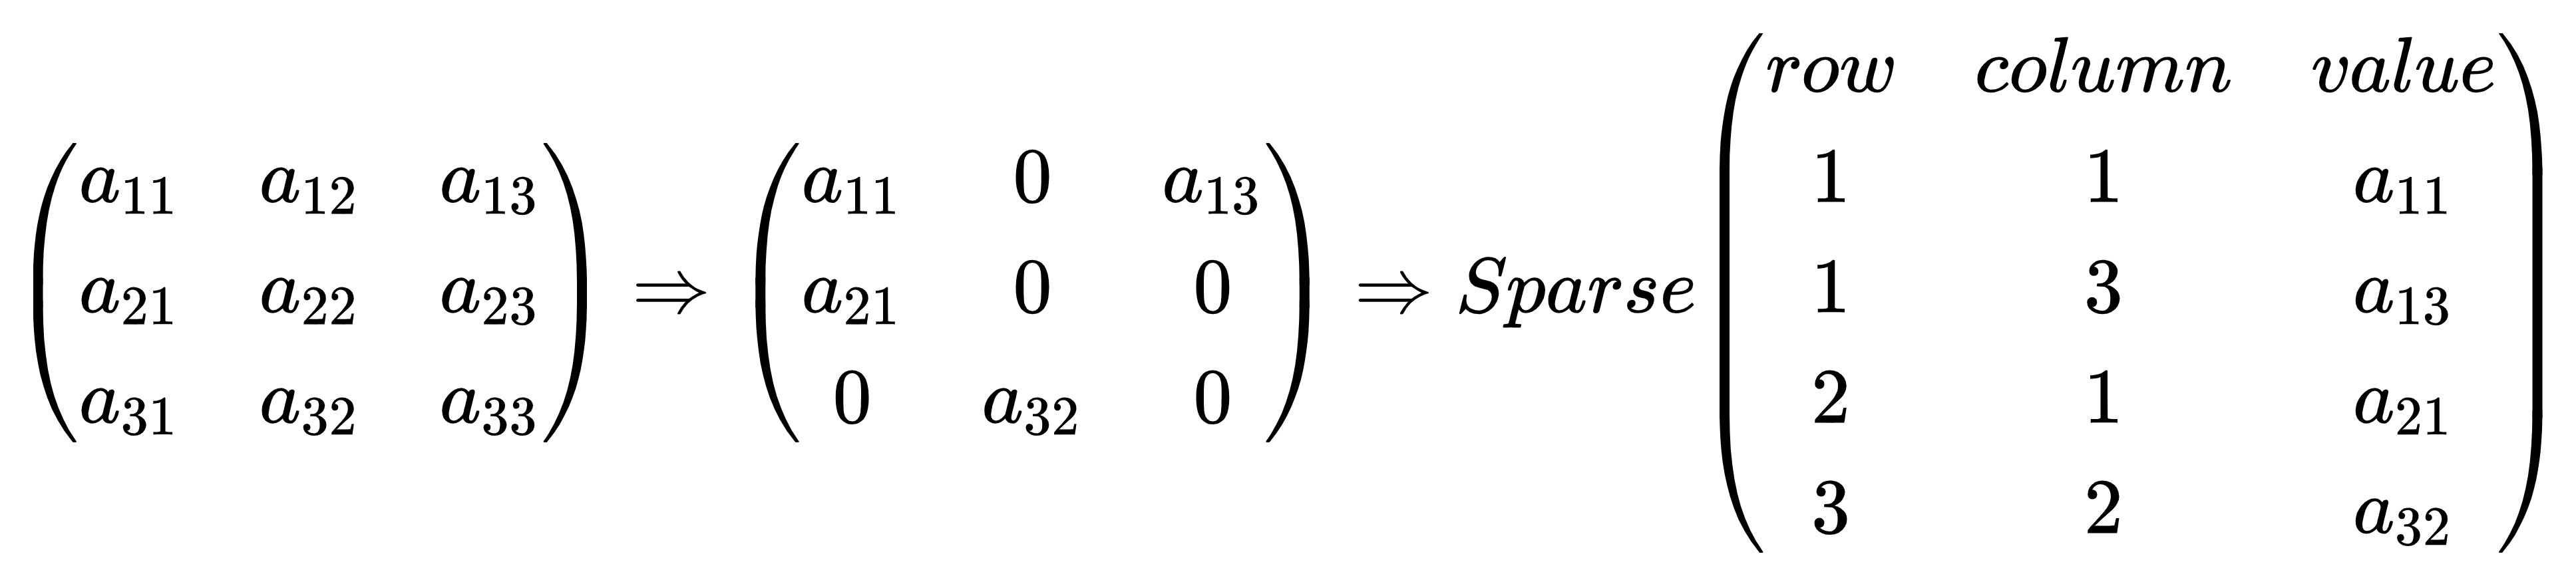 row column value
a11 a12 a13 a11 0 a13 1 1 a11
a21 a22 a23 ⇒ a21 0 0 ⇒ Sparse 1 3 a13
a31 a32 a33 0 a32 0 2 1 a21
3 2 a32